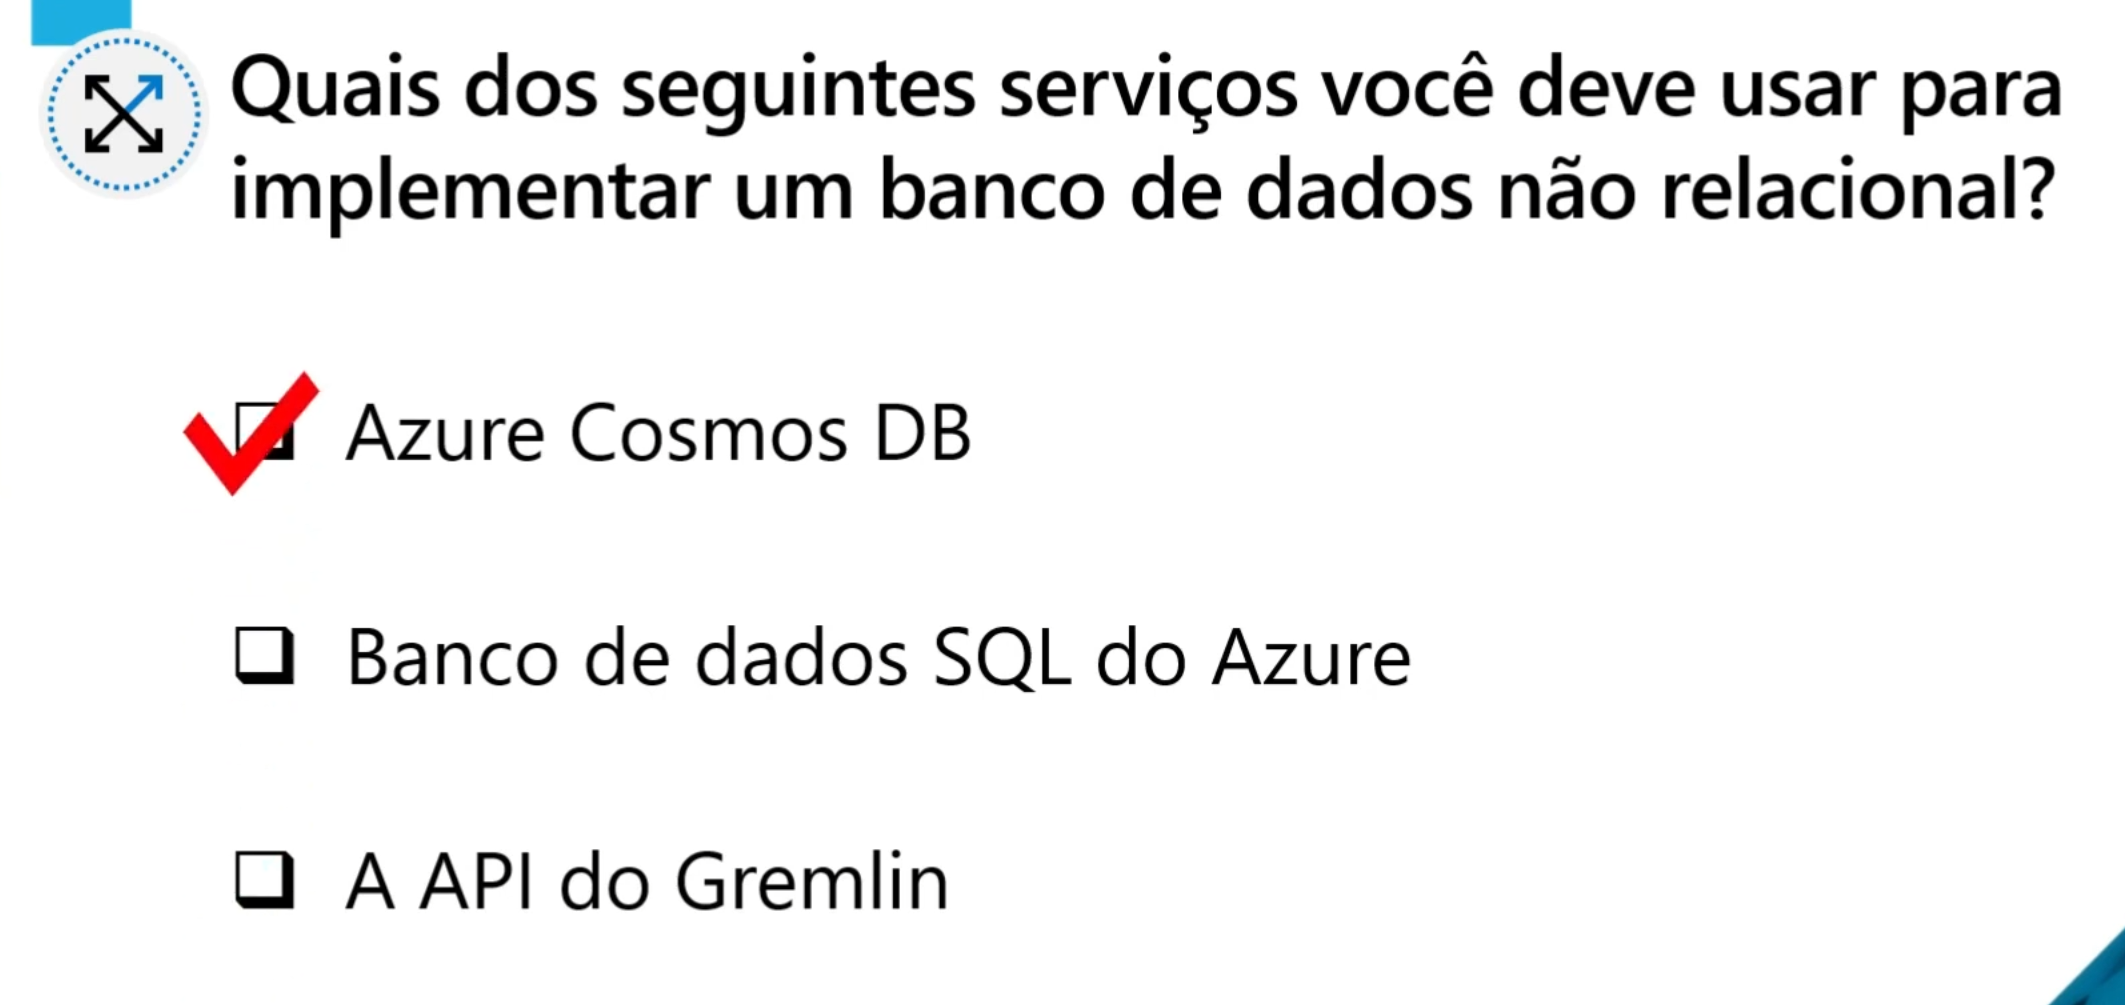 Quais dos seguintes serviços você deve usar para
implementar um banco de dados não relacional?
Azure Cosmos DB
Banco de dados SQL do Azure
A API do Gremlin